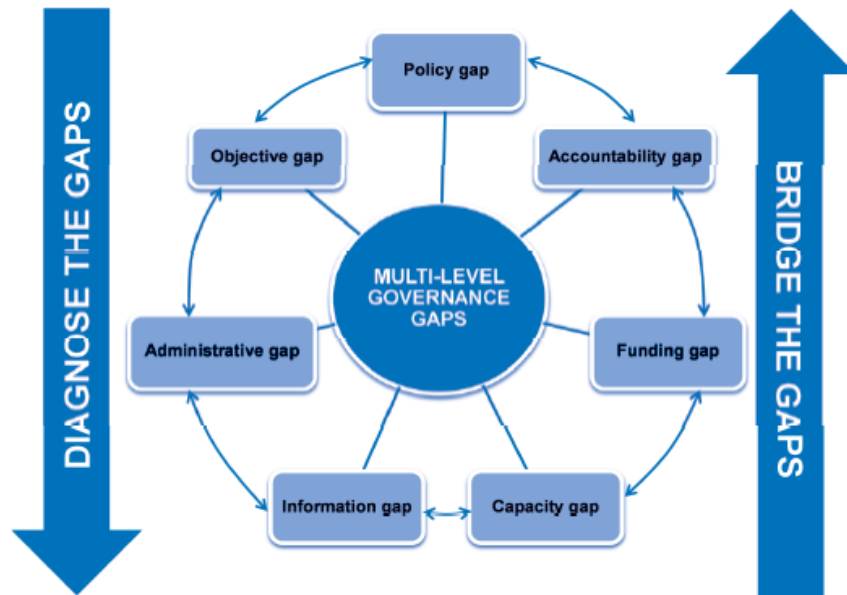 DIAGNOSE THE GAPS
Policy gap
Objective gap
Accountability gap
MULTI-LEVEL
GOVERNANCE
GAPS
Administrative gap
Funding gap
Information gap
Capacity gap
BRIDGE THE GAPS